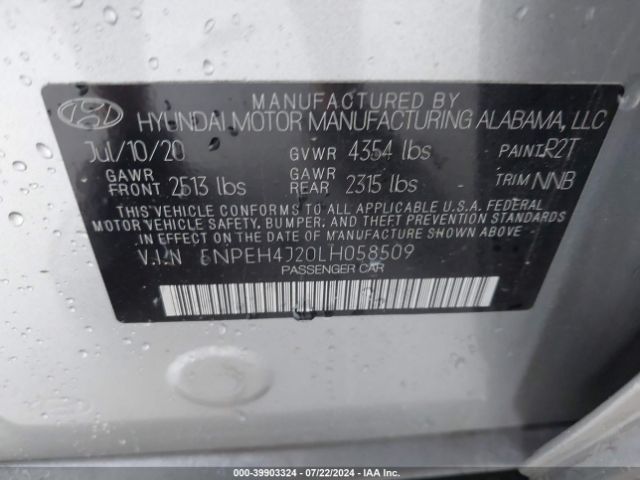 MANUFACTURED BY
HYUNDAI MOTOR MANUFACTURING ALABAMA, LLC
Jul/10/20 GVWR 4354 lbs PAINT R2T
GAWR FRONT 2513 lbs GAWR REAR 2315 lbs TRIM NNB
THIS VEHICLE CONFORMS TO ALL APPLICABLE U.S.A. FEDERAL
MOTOR VEHICLE SAFETY, BUMPER, AND THEFT PREVENTION STANDARDS
IN EFFECT ON THE DATE OF MANUFACTURE SHOWN ABOVE.
V.I.N 5NPEH4J20LH058509
PASSENGER CAR
000-39903324 - 07/22/2024 - IAA Inc.